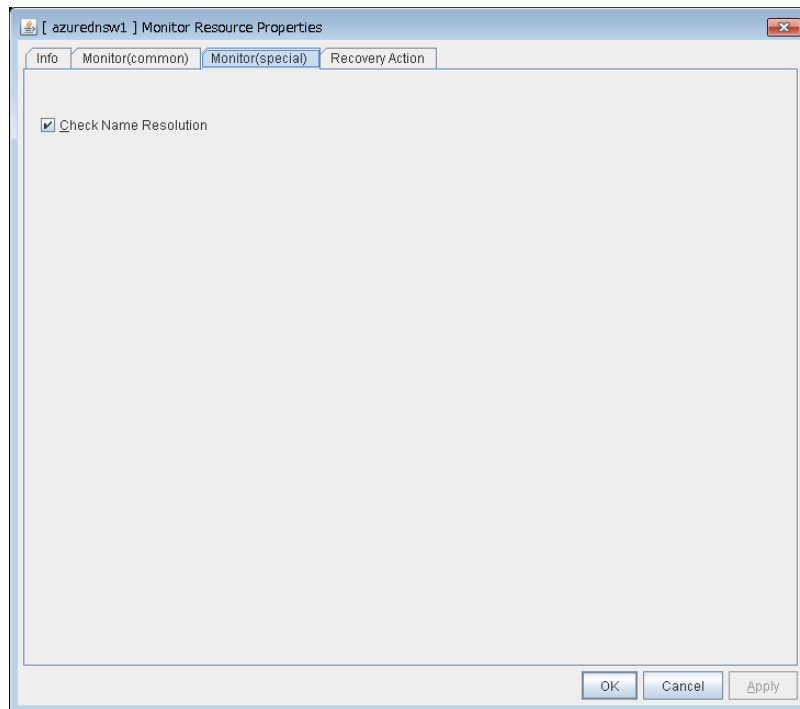 [ azurednsw1 ] Monitor Resource Properties
Info Monitor(common) Monitor(special) Recovery Action
Check Name Resolution
OK Cancel Apply